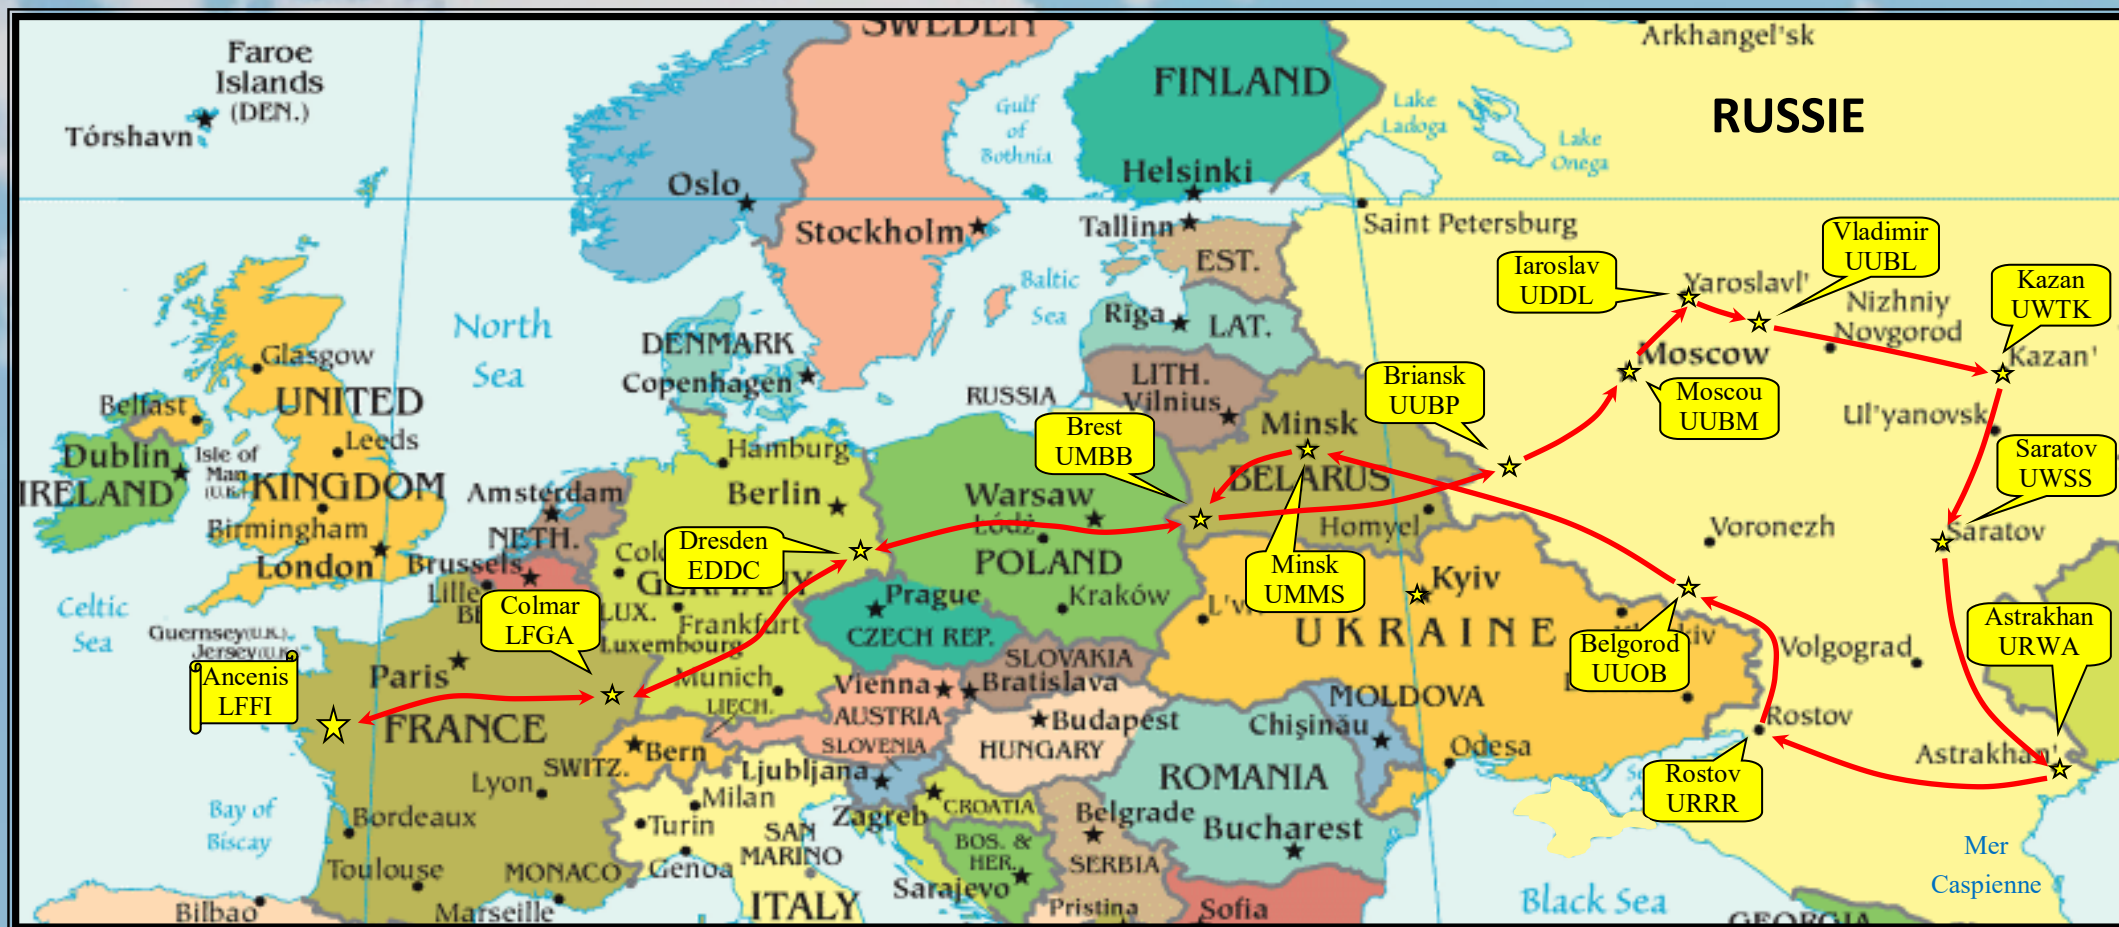 SWEDEN
Arkhangel'sk
Faroe
Islands
(DEN.)
Tórshavn
FINLAND
Gulf
of
Bothnia
Lake
Ladoga
Lake
Onega
RUSSIE
Helsinki
Oslo
Stockholm
Tallinn
EST.
Saint Petersburg
Vladimir
UUBL
Iaroslav
UDDL
Yaroslavl'
Kazan
UWTK
Nizhniy
Novgorod
Kazan'
Baltic
Sea
Rīga
LAT.
North
Sea
DENMARK
Copenhagen
Glasgow
UNITED
KINGDOM
Belfast
Leeds
Dublin
IRELAND
Isle of
Man
(U.K.)
Birmingham
London
RUSSIA
LITH.
Vilnius
Moscow
Moscou
UUBM
Briansk
UUBP
Ul'yanovsk
Brest
UMBB
Minsk
BELARUS
Saratov
UWSS
Saratov
Hamburg
Berlin
Amsterdam
NETH.
Brussels
Lille
Warsaw
Łódź
POLAND
Kraków
Homyel
Voronezh
Dresden
EDDC
GERMANY
Minsk
UMMS
Kyiv
UKRAINE
Celtic
Sea
Guernsey(U.K.)
Jersey(U.K.)
Colmar
LFGA
LUX.
Luxembourg
Frankfurt
Prague
CZECH REP.
L'v
Belgorod
UUOB
Volgograd
Astrakhan
URWA
Ancenis
LFFI
Paris
FRANCE
Munich
LIECH.
SLOVAKIA
Bratislava
Vienna
AUSTRIA
SLOVENIA
Budapest
HUNGARY
MOLDOVA
Chişinău
Odesa
Rostov
Rostov
URRR
Astrakhan'
Bern
SWITZ.
Lyon
Ljubljana
Milan
Turin
SAN
MARINO
Zagreb
CROATIA
Belgrade
ROMANIA
Bucharest
Bay of
Biscay
Bordeaux
Toulouse
MONACO
Genoa
BOS. &
HER.
Sarajevo
SERBIA
Mer
Caspienne
Bilbao
Marseille
ITALY
Pristina
Sofia
Black Sea
GEORGIA